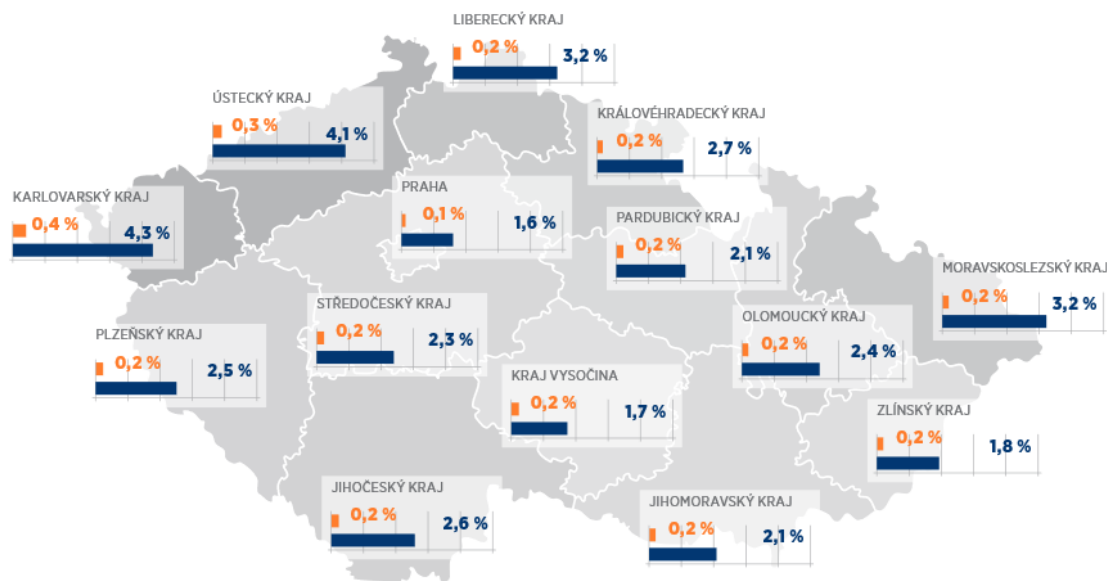 LIBERECKÝ KRAJ
0,2 %
3,2 %
ÚSTECKÝ KRAJ
0,3 %
4,1 %
KRÁLOVÉHRADECKÝ KRAJ
0,2 %
2,7 %
KARLOVARSKÝ KRAJ
0,4 %
4,3 %
PRAHA
0,1 %
1,6 %
PARDUBICKÝ KRAJ
0,2 %
2,1 %
MORAVSKOSLEZSKÝ KRAJ
0,2 %
3,2 %
STŘEDOČESKÝ KRAJ
0,2 %
2,3 %
OLOMOUCKÝ KRAJ
0,2 %
2,4 %
PLZEŇSKÝ KRAJ
0,2 %
2,5 %
KRAJ VYSOČINA
0,2 %
1,7 %
ZLÍNSKÝ KRAJ
0,2 %
1,8 %
JIHOČESKÝ KRAJ
0,2 %
2,6 %
JIHOMORAVSKÝ KRAJ
0,2 %
2,1 %